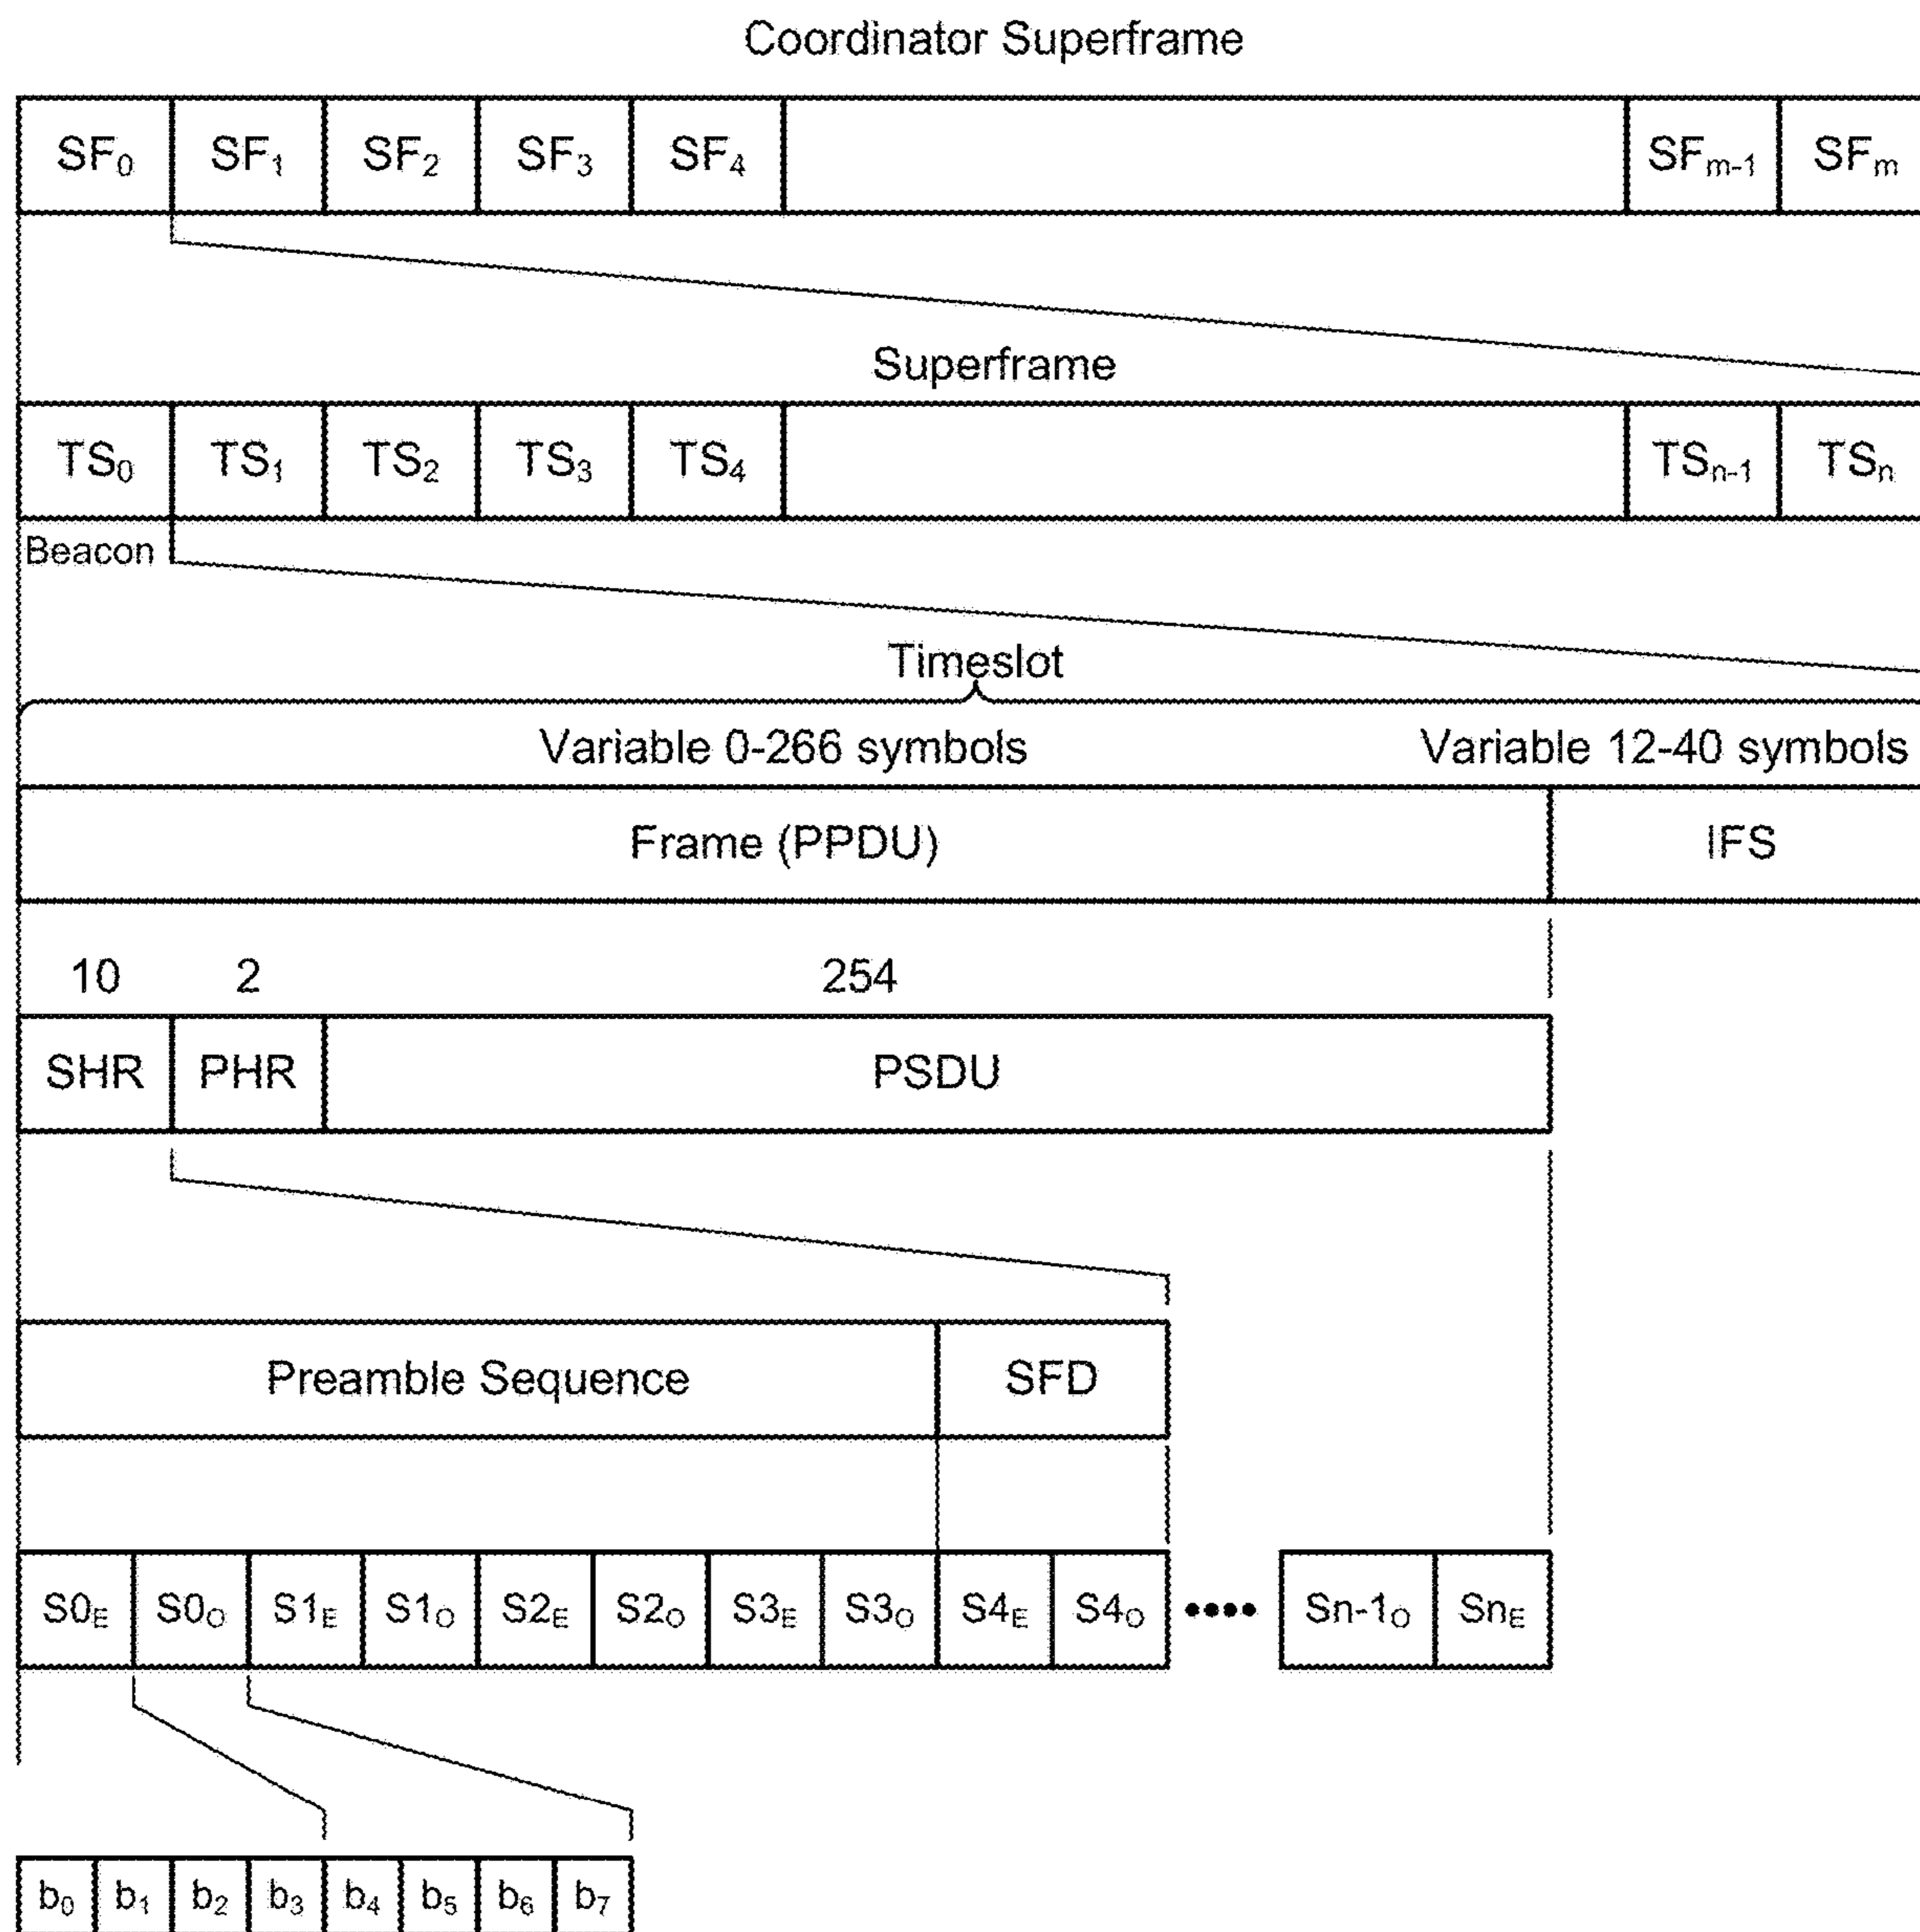 Coordinator Superframe
SF₀ SF₁ SF₂ SF₃ SF₄ SFₘ₋₁ SFₘ
Superframe
TS₀ TS₁ TS₂ TS₃ TS₄ TSₙ₋₁ TSₙ
Beacon
Timeslot
Variable 0-266 symbols Variable 12-40 symbols
Frame (PPDU) IFS
10 2 254
SHR PHR PSDU
Preamble Sequence SFD
S0E S0O S1E S1O S2E S2O S3E S3O S4E S4O •••• Sn-1O SnE
b₀ b₁ b₂ b₃ b₄ b₅ b₆ b₇